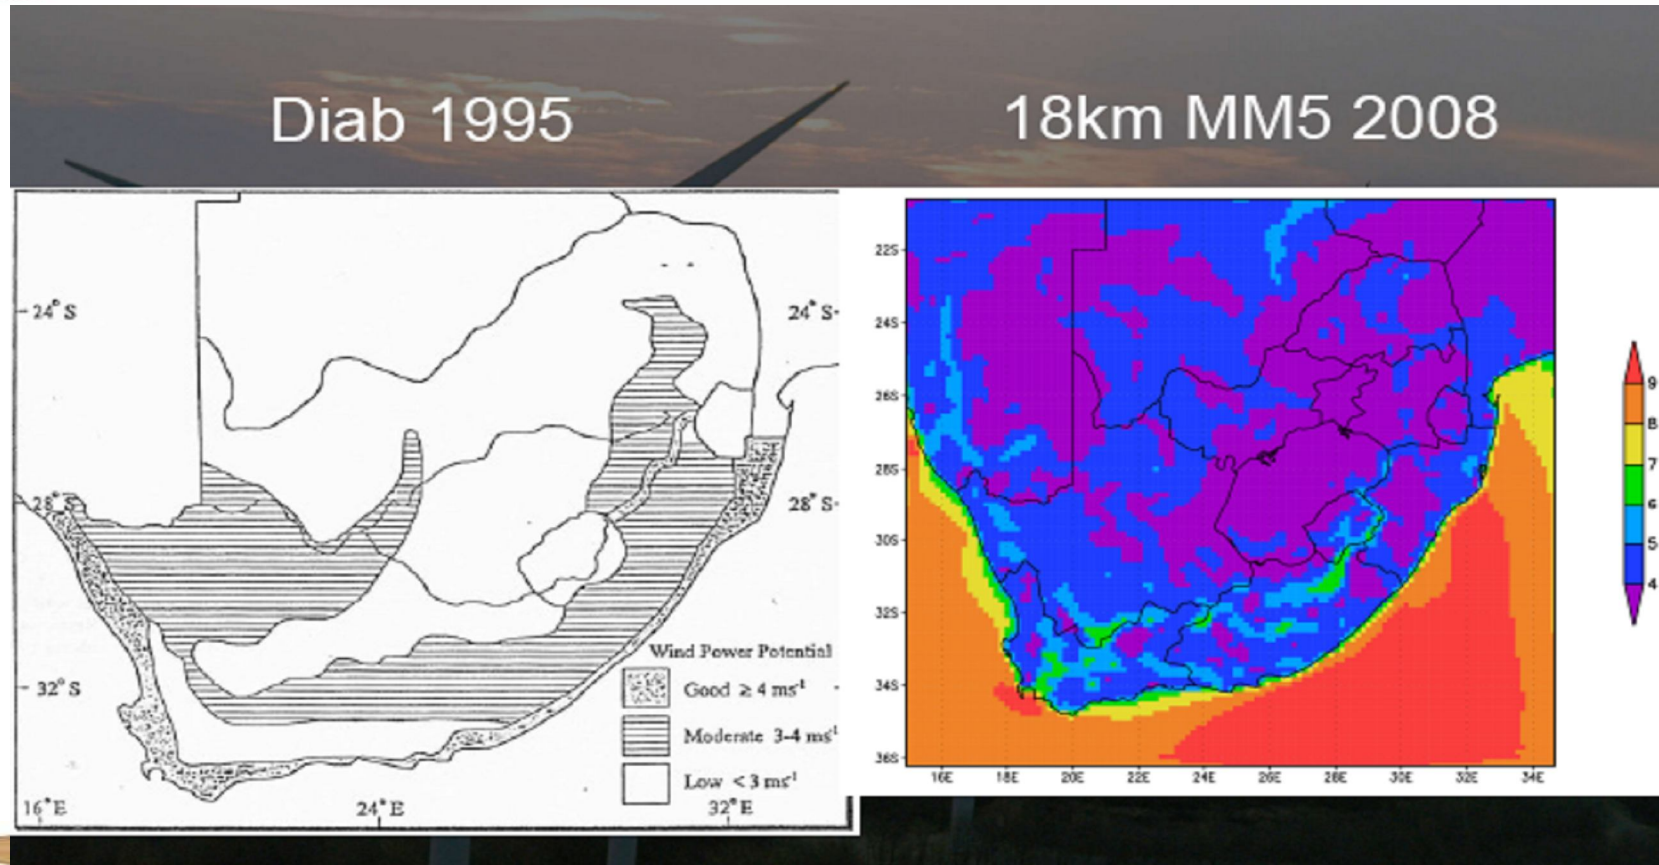 Diab 1995
18km MM5 2008
24°S
24°S
28°S
28°S
32°S
Wind Power Potential
Good ≥ 4 ms⁻¹
Moderate 3-4 ms⁻¹
Low < 3 ms⁻¹
16°E
24°E
32°E
22S
24S
26S
28S
30S
32S
34S
36S
16E
18E
20E
22E
24E
26E
28E
30E
32E
34E
9
8
7
6
5
4